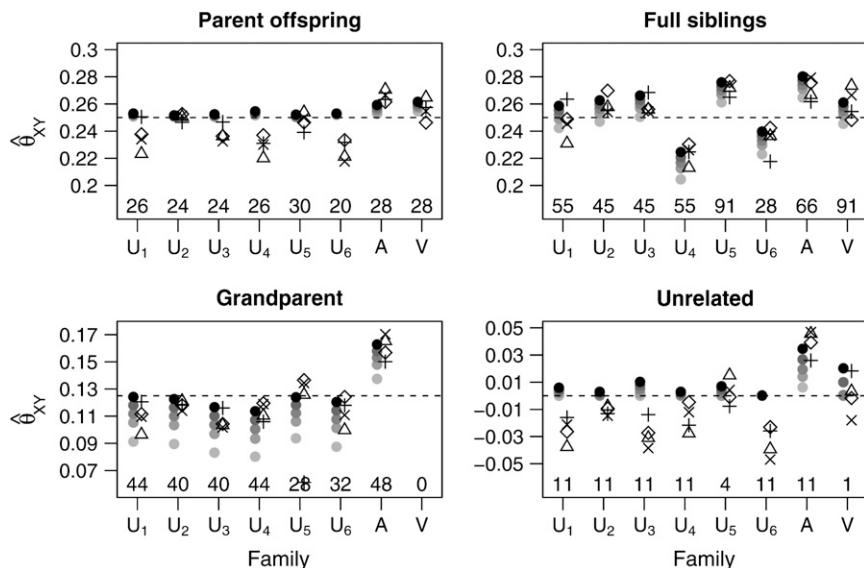 Parent offspring
0.3
0.28
0.26
0.24
0.22
0.2
θ̂XY
26 24 24 26 30 20 28 28
U1 U2 U3 U4 U5 U6 A V
Full siblings
0.3
0.28
0.26
0.24
0.22
0.2
55 45 45 55 91 28 66 91
U1 U2 U3 U4 U5 U6 A V
Grandparent
0.17
0.15
0.13
0.11
0.09
0.07
θ̂XY
44 40 40 44 28 32 48 0
U1 U2 U3 U4 U5 U6 A V
Family
Unrelated
0.05
0.03
0.01
−0.01
−0.03
−0.05
11 11 11 11 4 11 11 1
U1 U2 U3 U4 U5 U6 A V
Family